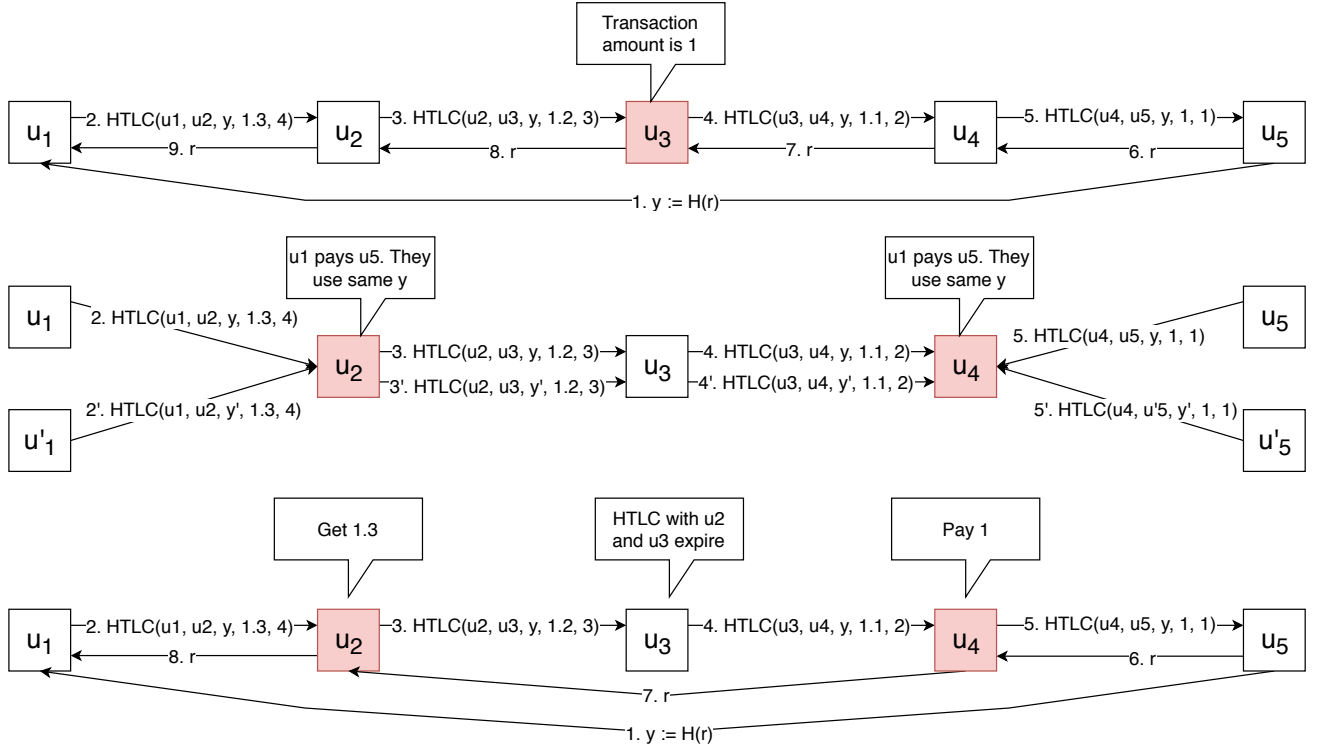 Transaction
amount is 1
u1
2. HTLC(u1, u2, y, 1.3, 4)
u2
3. HTLC(u2, u3, y, 1.2, 3)
u3
4. HTLC(u3, u4, y, 1.1, 2)
u4
5. HTLC(u4, u5, y, 1, 1)
u5
9. r
8. r
7. r
6. r
1. y := H(r)
u1 pays u5. They
use same y
u1 pays u5. They
use same y
u1
2. HTLC(u1, u2, y, 1.3, 4)
u2
3. HTLC(u2, u3, y, 1.2, 3)
3'. HTLC(u2, u3, y', 1.2, 3)
u3
4. HTLC(u3, u4, y, 1.1, 2)
4'. HTLC(u3, u4, y', 1.1, 2)
u4
5. HTLC(u4, u5, y, 1, 1)
u5
u'1
2'. HTLC(u1, u2, y', 1.3, 4)
5'. HTLC(u4, u'5, y', 1, 1)
u'5
Get 1.3
HTLC with u2
and u3 expire
Pay 1
u1
2. HTLC(u1, u2, y, 1.3, 4)
u2
3. HTLC(u2, u3, y, 1.2, 3)
u3
4. HTLC(u3, u4, y, 1.1, 2)
u4
5. HTLC(u4, u5, y, 1, 1)
u5
8. r
6. r
7. r
1. y := H(r)